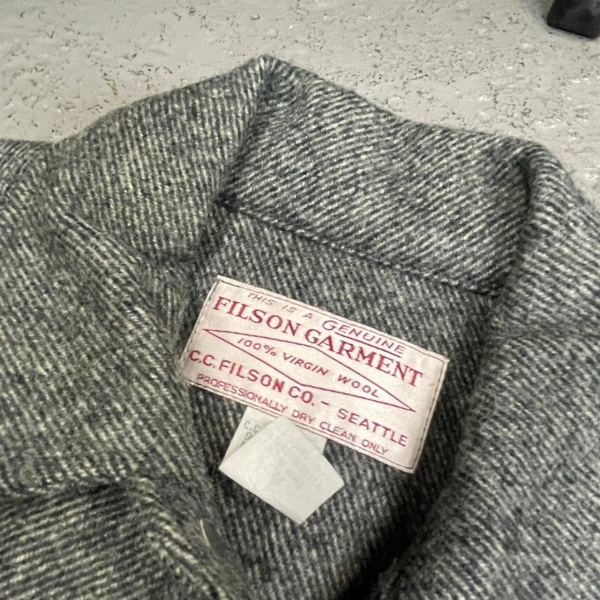 THIS IS A GENUINE
FILSON GARMENT
100% VIRGIN WOOL
C.C. FILSON CO. - SEATTLE
PROFESSIONALLY DRY CLEAN ONLY